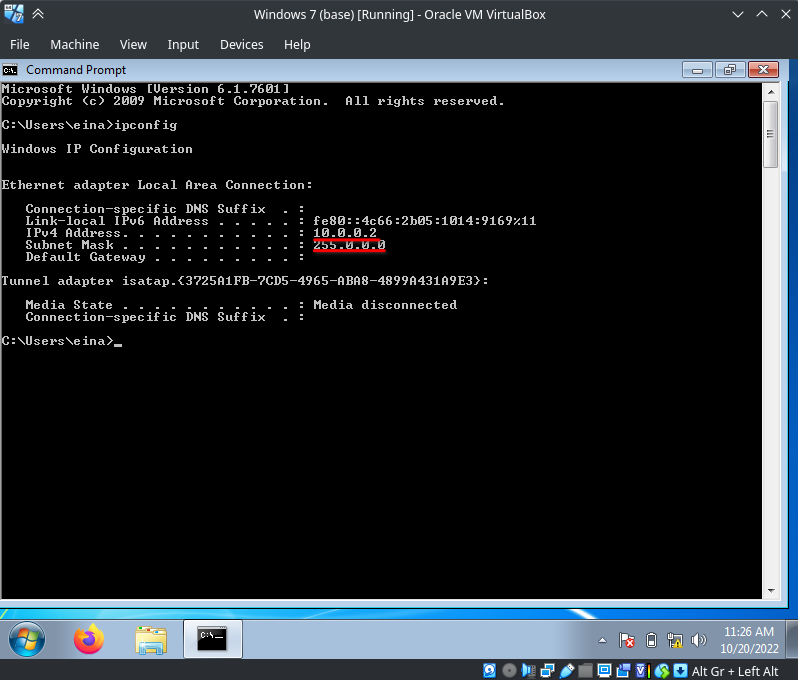 Windows 7 (base) [Running] - Oracle VM VirtualBox
File Machine View Input Devices Help
Command Prompt
Microsoft Windows [Version 6.1.7601]
Copyright (c) 2009 Microsoft Corporation.  All rights reserved.
C:\Users\eina>ipconfig
Windows IP Configuration
Ethernet adapter Local Area Connection:
Connection-specific DNS Suffix  . :
Link-local IPv6 Address . . . . . : fe80::4c66:2b05:1014:9169%11
IPv4 Address. . . . . . . . . . . : 10.0.0.2
Subnet Mask . . . . . . . . . . . : 255.0.0.0
Default Gateway . . . . . . . . . :
Tunnel adapter isatap.{3725A1FB-7CD5-4965-ABA8-4899A431A9E3}:
Media State . . . . . . . . . . . : Media disconnected
Connection-specific DNS Suffix  . :
C:\Users\eina>_
11:26 AM
10/20/2022
Alt Gr + Left Alt